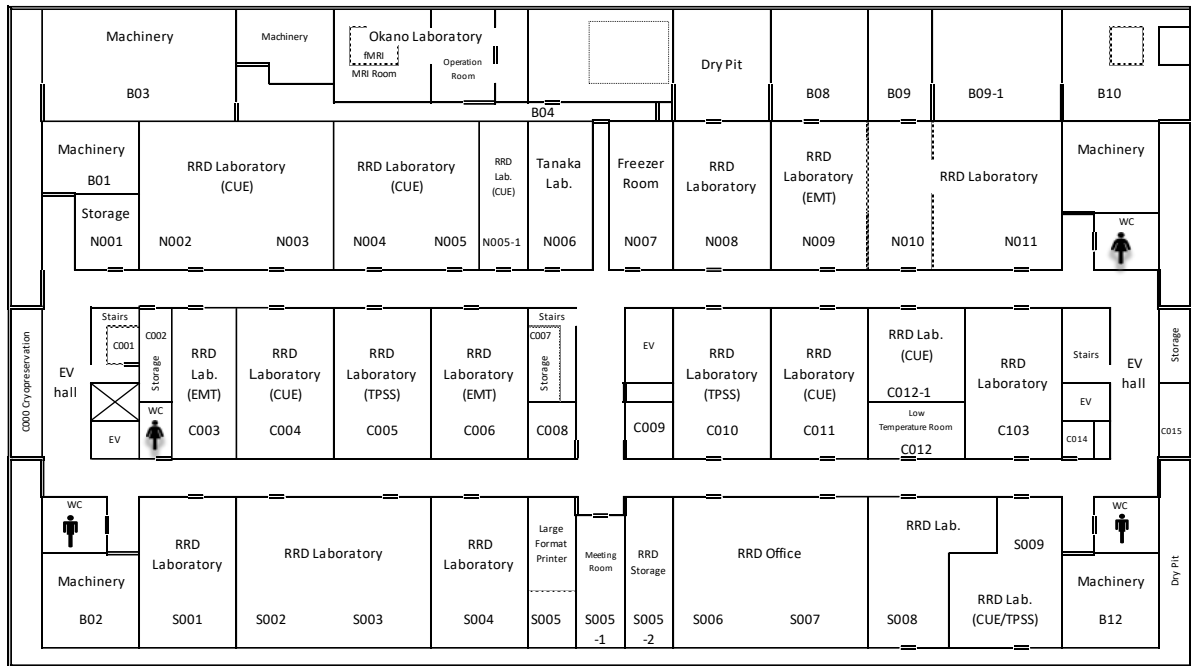 Machinery
B03
Machinery
Okano Laboratory
fMRI
MRI Room
Operation
Room
B04
Dry Pit
B08
B09
B09-1
B10
Machinery
B01
Storage
N001
RRD Laboratory
(CUE)
N002
N003
RRD Laboratory
(CUE)
N004
N005
RRD
Lab.
(CUE)
N005-1
Tanaka
Lab.
N006
Freezer
Room
N007
RRD
Laboratory
N008
RRD
Laboratory
(EMT)
N009
RRD Laboratory
N010
N011
Machinery
WC
C000 Cryopreservation
EV
hall
Stairs
C001
EV
C002
Storage
WC
RRD
Lab.
(EMT)
C003
RRD
Laboratory
(CUE)
C004
RRD
Laboratory
(TPSS)
C005
RRD
Laboratory
(EMT)
C006
Stairs
C007
Storage
C008
EV
C009
RRD
Laboratory
(TPSS)
C010
RRD
Laboratory
(CUE)
C011
RRD Lab.
(CUE)
C012-1
Low
Temperature Room
C012
RRD
Laboratory
C103
Stairs
EV
C014
EV
hall
Storage
C015
WC
Machinery
B02
RRD
Laboratory
S001
RRD Laboratory
S002
S003
RRD
Laboratory
S004
Large
Format
Printer
S005
Meeting
Room
S005
-1
RRD
Storage
S005
-2
RRD Office
S006
S007
RRD Lab.
S008
S009
RRD Lab.
(CUE/TPSS)
WC
Machinery
B12
Dry Pit